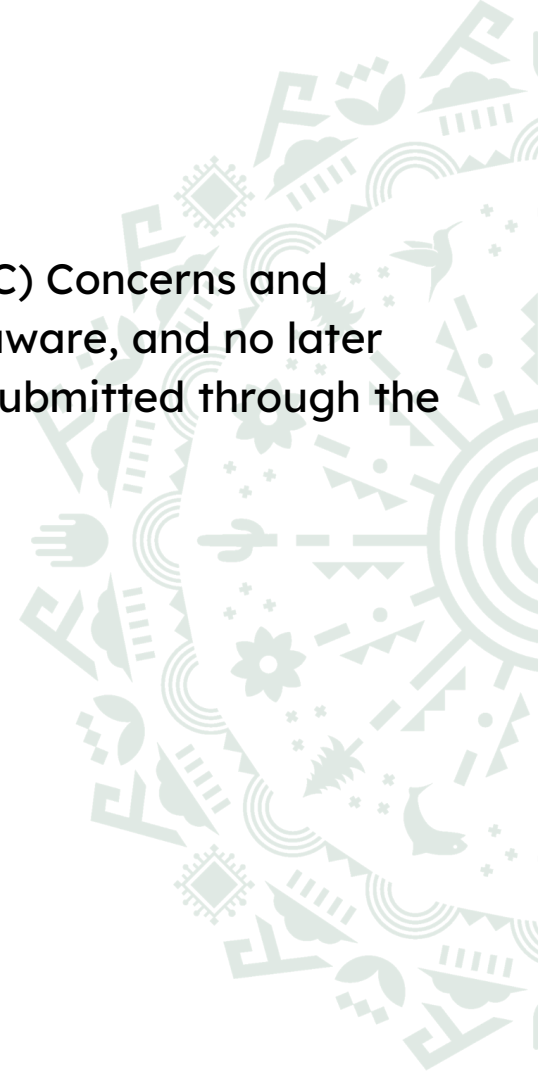 C) Concerns and
aware, and no later
ubmitted through the